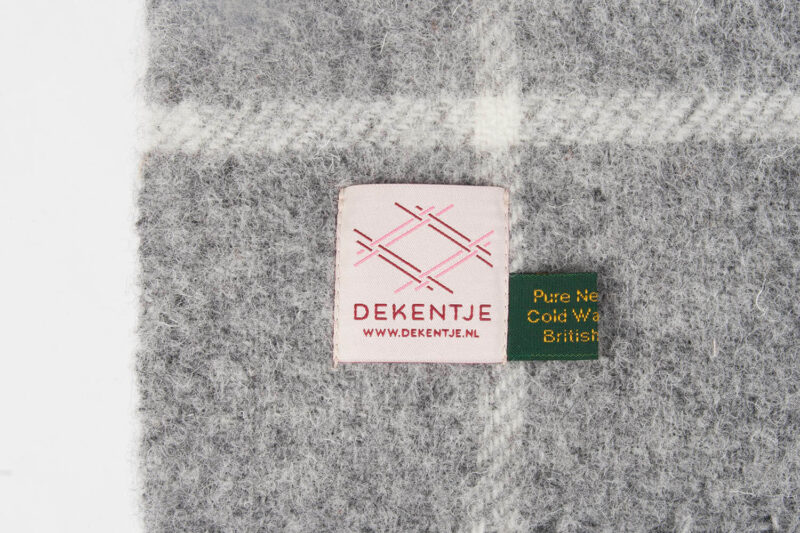 DEKENTJE
WWW.DEKENTJE.NL
Pure Ne
Cold Wa
British